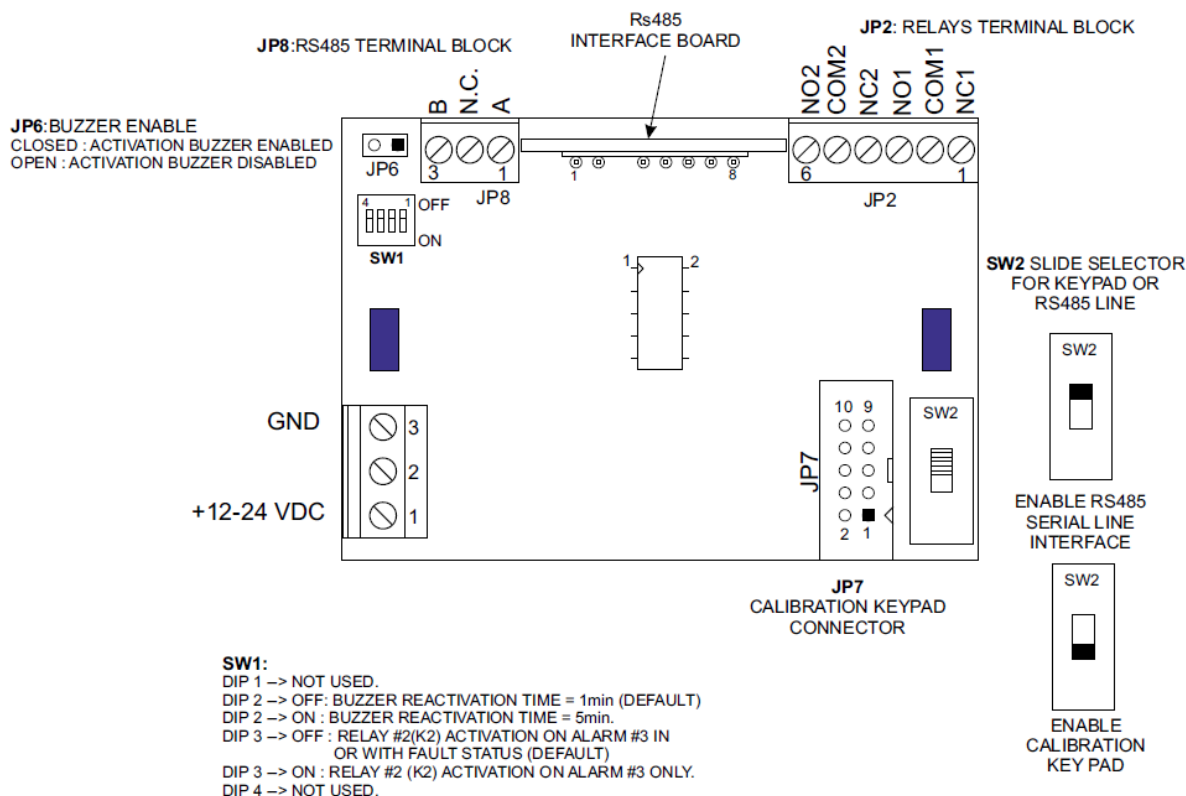 Rs485
INTERFACE BOARD
JP2: RELAYS TERMINAL BLOCK
JP8:RS485 TERMINAL BLOCK
B
N.C.
A
NO2
COM2
NC2
NO1
COM1
NC1
JP6:BUZZER ENABLE
CLOSED : ACTIVATION BUZZER ENABLED
OPEN : ACTIVATION BUZZER DISABLED
JP6
3
1
JP8
1
8
6
1
JP2
4
1
OFF
ON
SW1
1
2
SW2 SLIDE SELECTOR
FOR KEYPAD OR
RS485 LINE
SW2
ENABLE RS485
SERIAL LINE
INTERFACE
GND
3
2
+12-24 VDC
1
10 9
JP7
2 1
SW2
JP7
CALIBRATION KEYPAD
CONNECTOR
SW2
ENABLE
CALIBRATION
KEY PAD
SW1:
DIP 1 –> NOT USED.
DIP 2 –> OFF: BUZZER REACTIVATION TIME = 1min (DEFAULT)
DIP 2 –> ON : BUZZER REACTIVATION TIME = 5min.
DIP 3 –> OFF : RELAY #2(K2) ACTIVATION ON ALARM #3 IN
OR WITH FAULT STATUS (DEFAULT)
DIP 3 –> ON : RELAY #2 (K2) ACTIVATION ON ALARM #3 ONLY.
DIP 4 –> NOT USED.